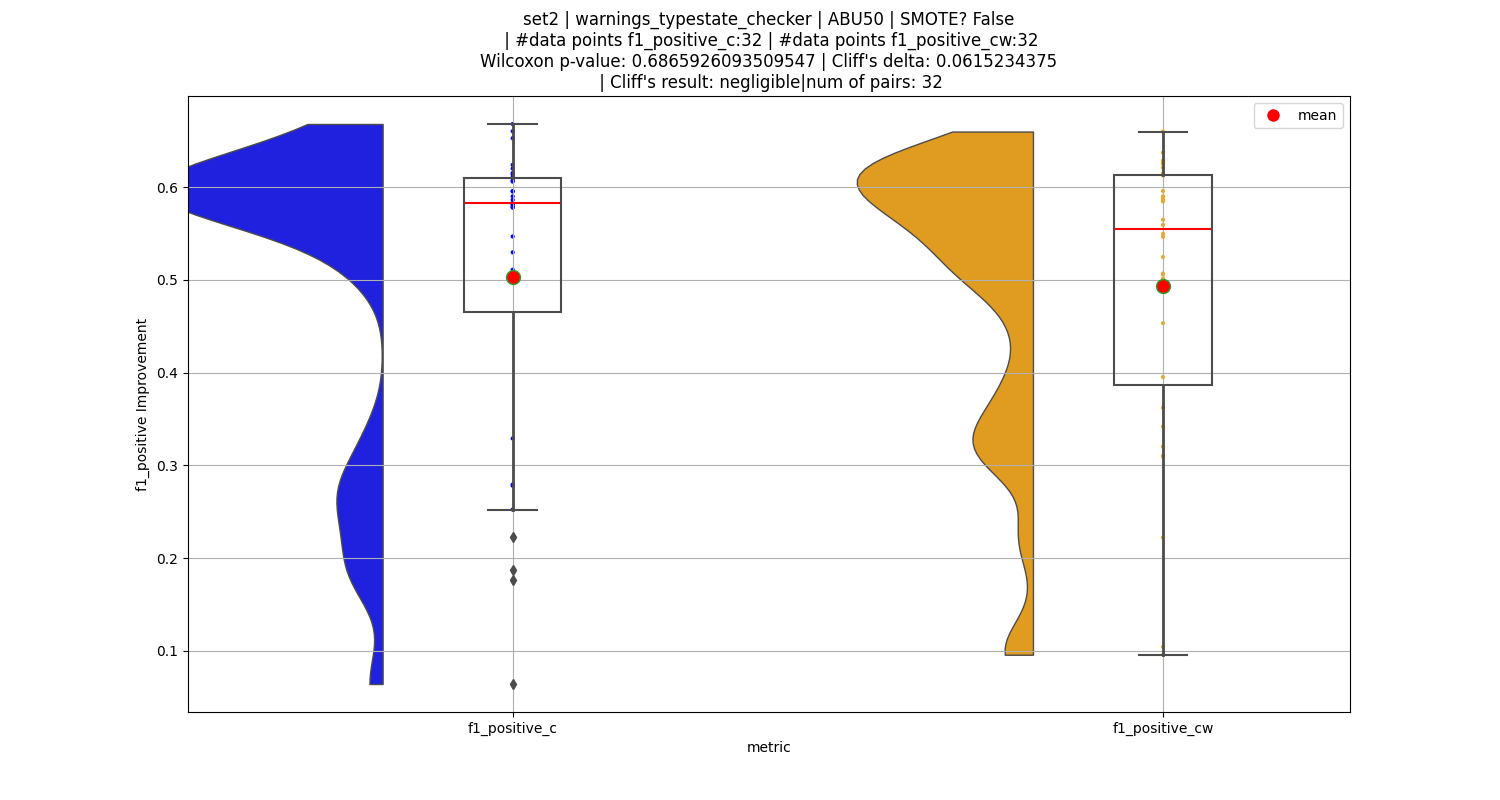 set2 | warnings_typestate_checker | ABU50 | SMOTE? False
| #data points f1_positive_c:32 | #data points f1_positive_cw:32
Wilcoxon p-value: 0.6865926093509547 | Cliff's delta: 0.0615234375
| Cliff's result: negligible|num of pairs: 32
mean
0.6
0.5
0.4
0.3
0.2
0.1
f1_positive Improvement
f1_positive_c
f1_positive_cw
metric